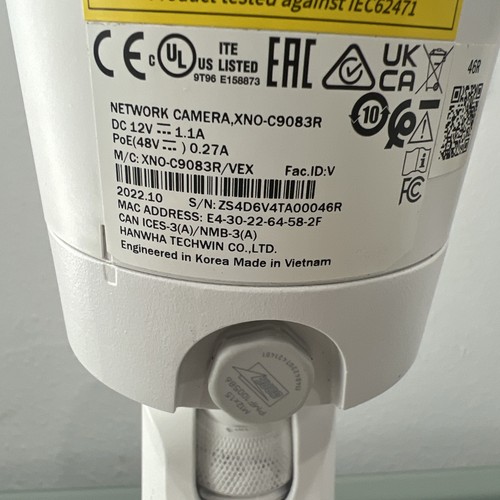 Product tested against IEC62471
CE
c UL US LISTED
ITE
9T96 E158873
EAC
UK
CA
46R
10
NETWORK CAMERA,XNO-C9083R
DC 12V 1.1A
PoE(48V ) 0.27A
M/C: XNO-C9083R/VEX Fac.ID:V
2022.10 S/N: ZS4D6V4TA00046R
MAC ADDRESS: E4-30-22-64-58-2F
CAN ICES-3(A)/NMB-3(A)
HANWHA TECHWIN CO.,LTD.
Engineered in Korea Made in Vietnam
FC